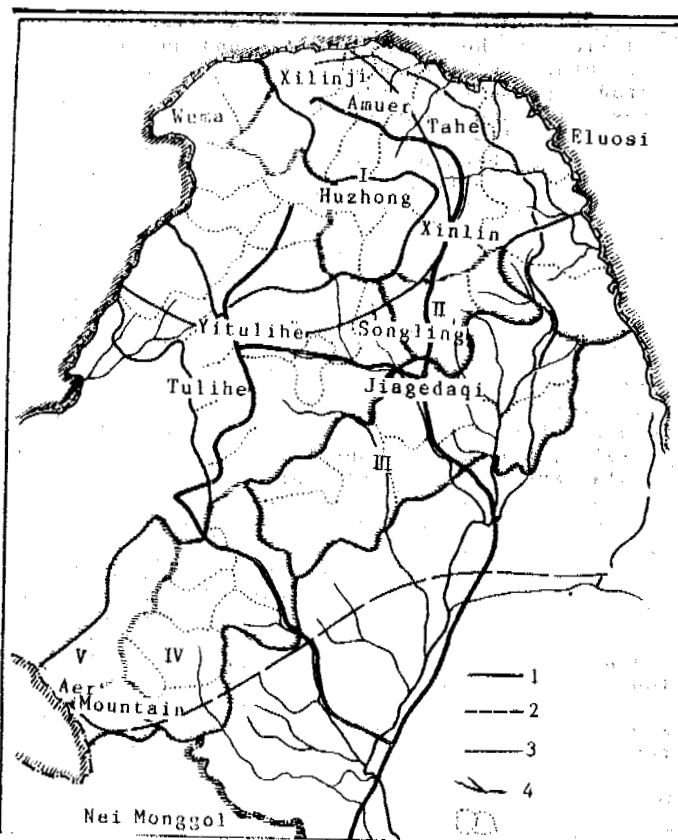 Xilinji
Amuer
Wuma
Tahe
Eluosi
I
Huzhong
Xinlin
II
Yitulihe
Songling
Tulihe
Jiagedaqi
III
V
IV
Aer
Mountain
1
2
3
4
Nei Monggol